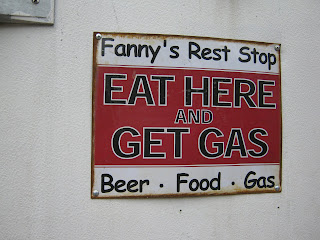 Fanny's Rest Stop
EAT HERE
AND
GET GAS
Beer · Food · Gas